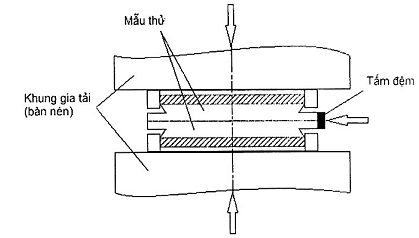 Mẫu thử
Tấm đệm
Khung gia tải
(bàn nén)